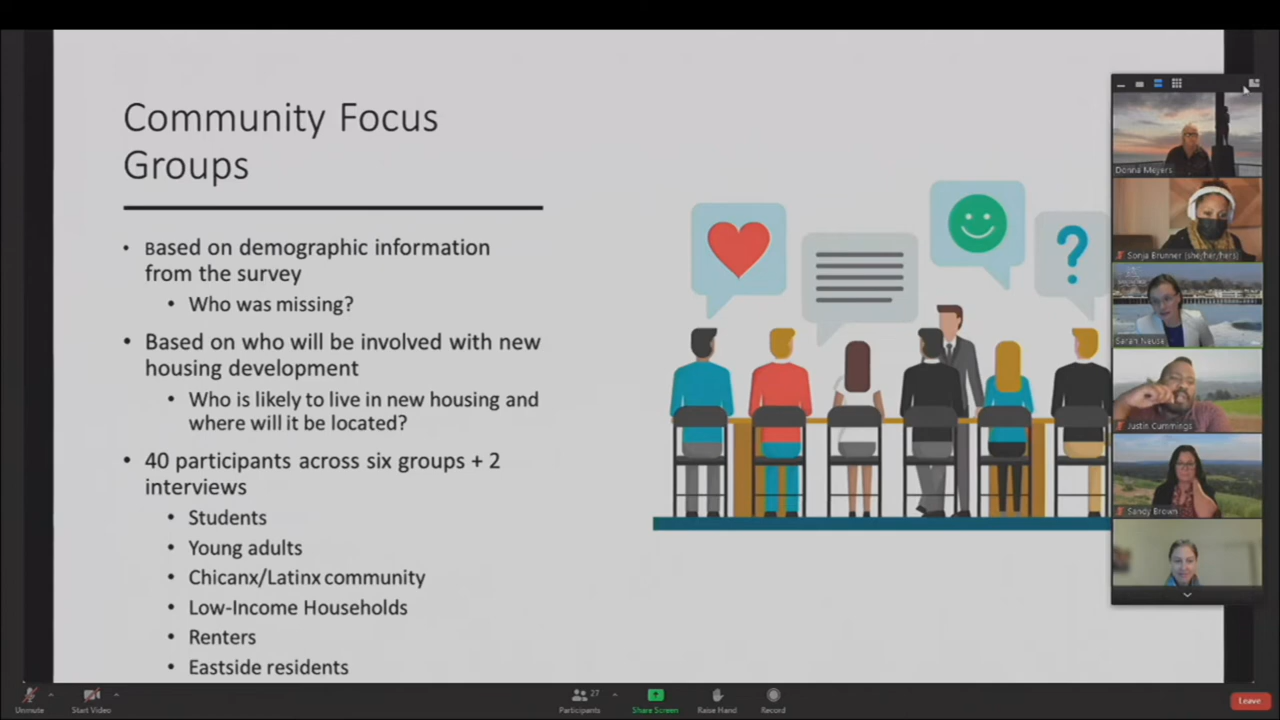 Community Focus
Groups
• Based on demographic information
from the survey
• Who was missing?
• Based on who will be involved with new
housing development
• Who is likely to live in new housing and
where will it be located?
• 40 participants across six groups + 2
interviews
• Students
• Young adults
• Chicanx/Latinx community
• Low-Income Households
• Renters
• Eastside residents
?
Donna Meyers
Sonja Brunner (she/her/hers)
Sarah Neuse
Justin Cummings
Sandy Brown
Unmute
Start Video
27
Participants
Share Screen
Raise Hand
Record
Leave